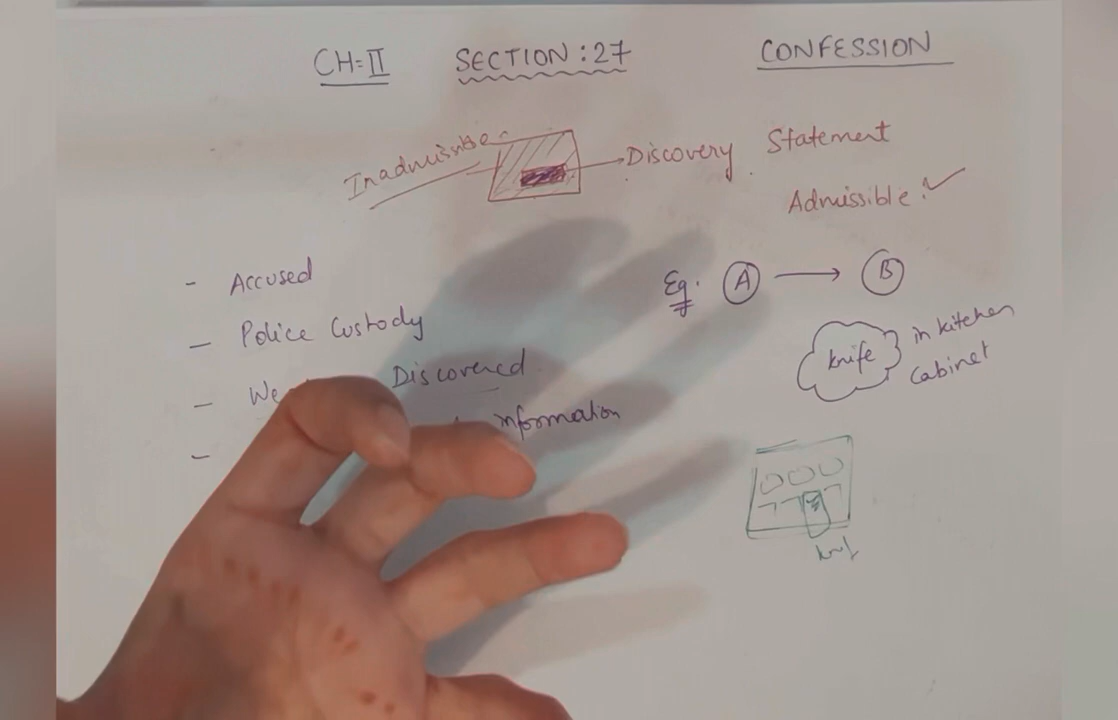 CH=II SECTION:27 CONFESSION
Inadmissible
Discovery Statement
Admissible
- Accused
- Police Custody
- We Discovered
- information
Eg. A → B
knife in kitchen
Cabinet